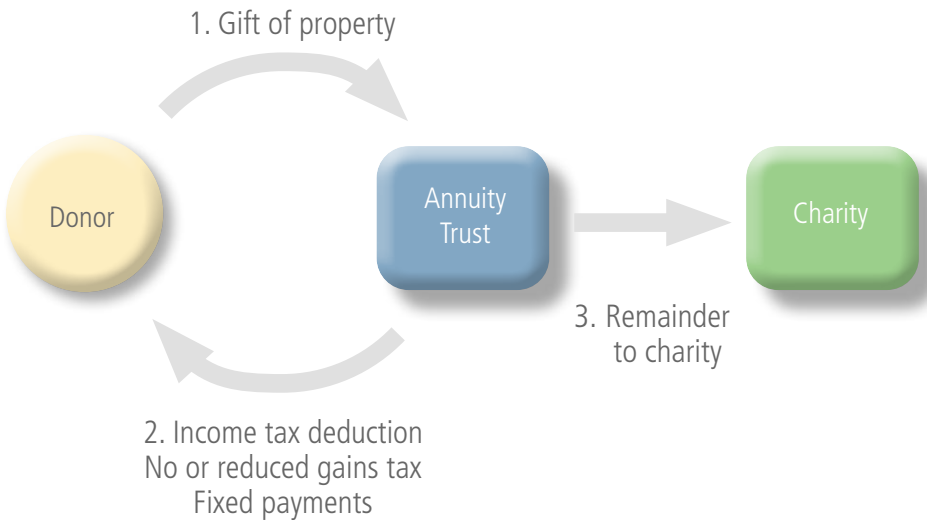 1. Gift of property
Donor
Annuity
Trust
Charity
3. Remainder
to charity
2. Income tax deduction
No or reduced gains tax
Fixed payments